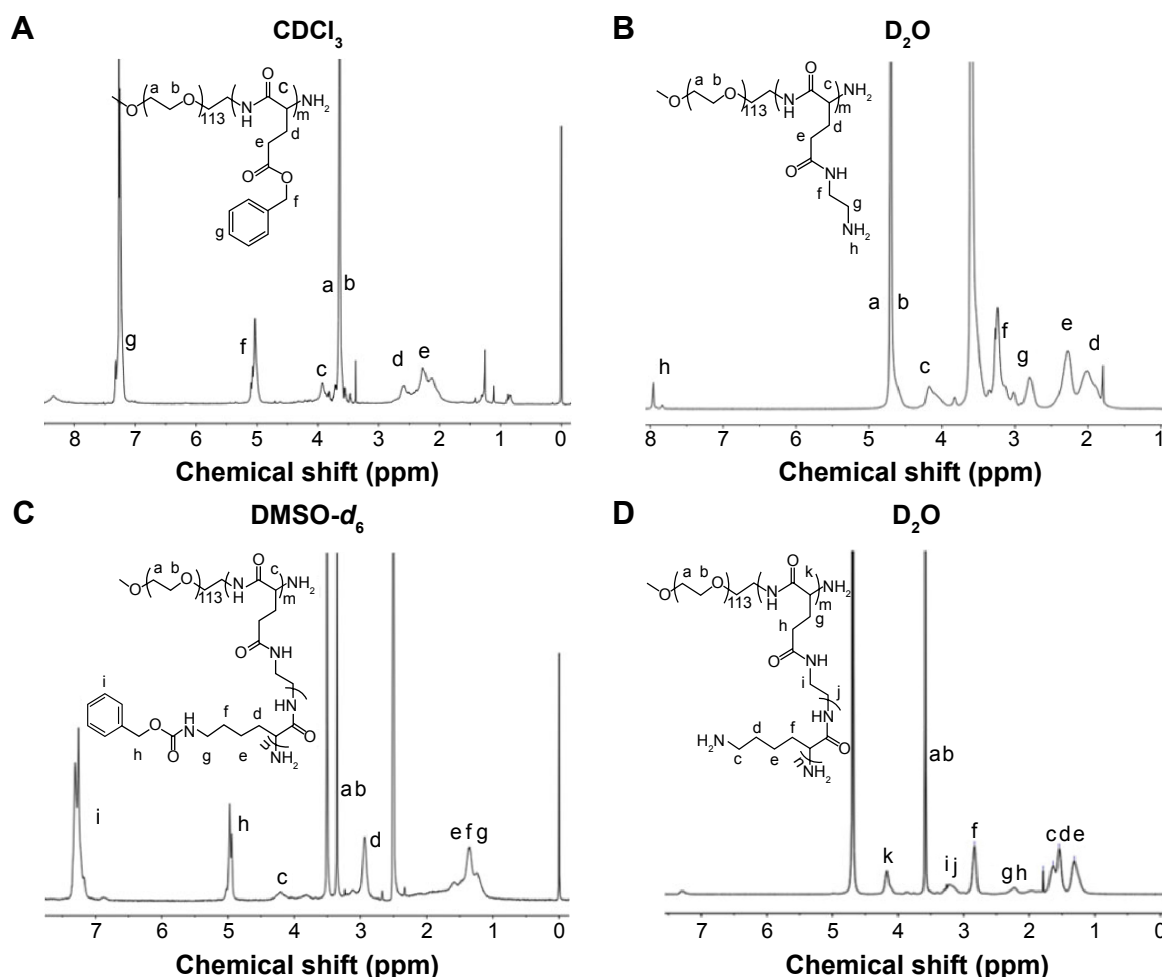 A
CDCl3
O
a
b
c
O
O
113
N
H
m
NH2
d
e
O
O
f
g
a
b
g
f
c
d
e
8
7
6
5
4
3
2
1
0
Chemical shift (ppm)
B
D2O
O
a
b
c
O
O
113
N
H
m
NH2
d
e
O
NH
f
g
NH2
h
a
b
h
c
f
g
e
d
8
7
6
5
4
3
2
1
Chemical shift (ppm)
C
DMSO-d6
O
a
b
c
O
O
113
N
H
m
NH2
O
NH
i
f
d
NH
O
N
H
O
O
h
g
e
n
NH2
i
h
c
ab
d
e f g
7
6
5
4
3
2
1
0
Chemical shift (ppm)
D
D2O
O
a
b
k
O
O
113
N
H
m
NH2
h
g
O
NH
i
j
d
f
NH
H2N
O
c
e
n
NH2
ab
k
i j
f
g h
c d e
7
6
5
4
3
2
1
0
Chemical shift (ppm)